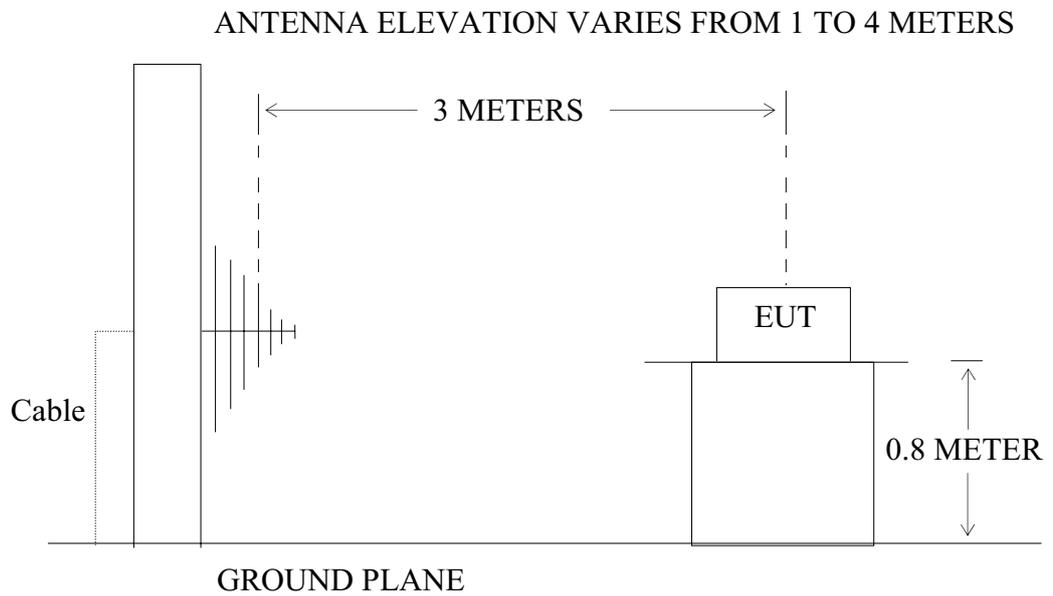 ANTENNA ELEVATION VARIES FROM 1 TO 4 METERS
3 METERS
EUT
Cable
0.8 METER
GROUND PLANE